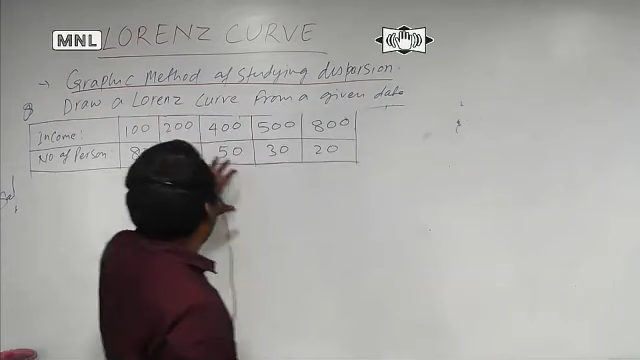 MNL
LORENZ CURVE
→ Graphic Method of studying dispersion.
Q Draw a Lorenz Curve from a given data
Income: 100 200 400 500 800
No of Person 50 30 20